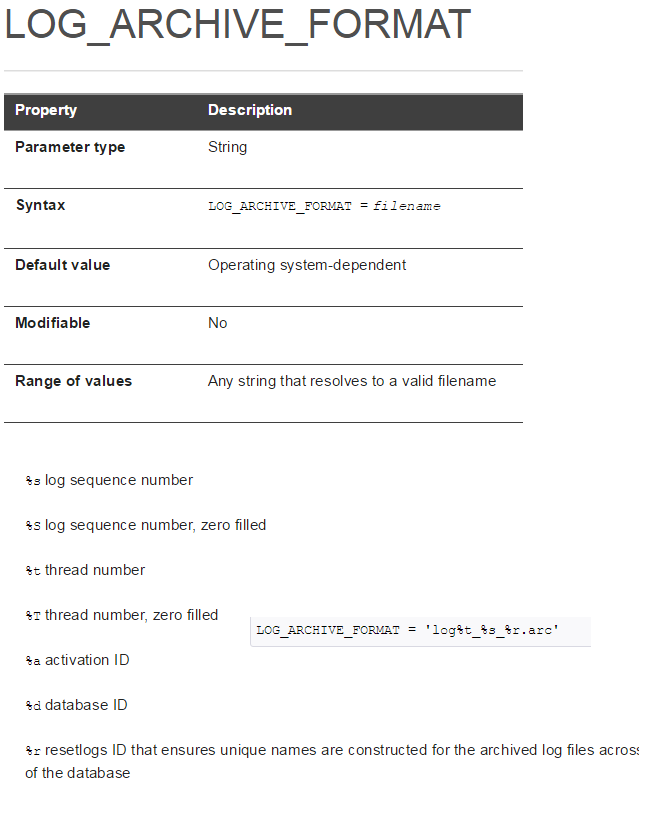 LOG_ARCHIVE_FORMAT
Property Description
Parameter type String
Syntax LOG_ARCHIVE_FORMAT = filename
Default value Operating system-dependent
Modifiable No
Range of values Any string that resolves to a valid filename
%s log sequence number
%S log sequence number, zero filled
%t thread number
%T thread number, zero filled
LOG_ARCHIVE_FORMAT = 'log%t_%s_%r.arc'
%a activation ID
%d database ID
%r resetlogs ID that ensures unique names are constructed for the archived log files acros
of the database